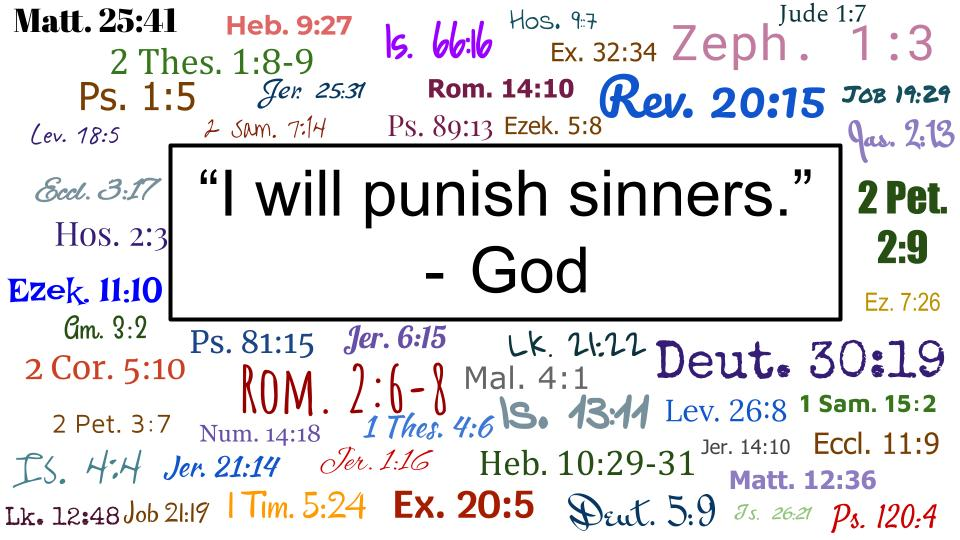 Matt. 25:41
Heb. 9:27
Is. 66:16
Hos. 9:7
Jude 1:7
2 Thes. 1:8-9
Ex. 32:34
Zeph. 1:3
Ps. 1:5
Jer. 25:31
Rom. 14:10
Rev. 20:15
Job 19:29
Lev. 18:5
2 Sam. 7:14
Ps. 89:13
Ezek. 5:8
Jas. 2:13
Eccl. 3:17
“I will punish sinners.”
- God
2 Pet.
2:9
Hos. 2:3
Ezek. 11:10
Ez. 7:26
Am. 3:2
Ps. 81:15
Jer. 6:15
Lk. 21:22
Deut. 30:19
2 Cor. 5:10
Rom. 2:6-8
Mal. 4:1
Is. 13:11
Lev. 26:8
1 Sam. 15:2
2 Pet. 3:7
Num. 14:18
1 Thes. 4:6
Jer. 14:10
Eccl. 11:9
Is. 4:4
Jer. 21:14
Jer. 1:16
Heb. 10:29-31
Matt. 12:36
Lk. 12:48
Job 21:19
1 Tim. 5:24
Ex. 20:5
Deut. 5:9
Is. 26:21
Ps. 120:4